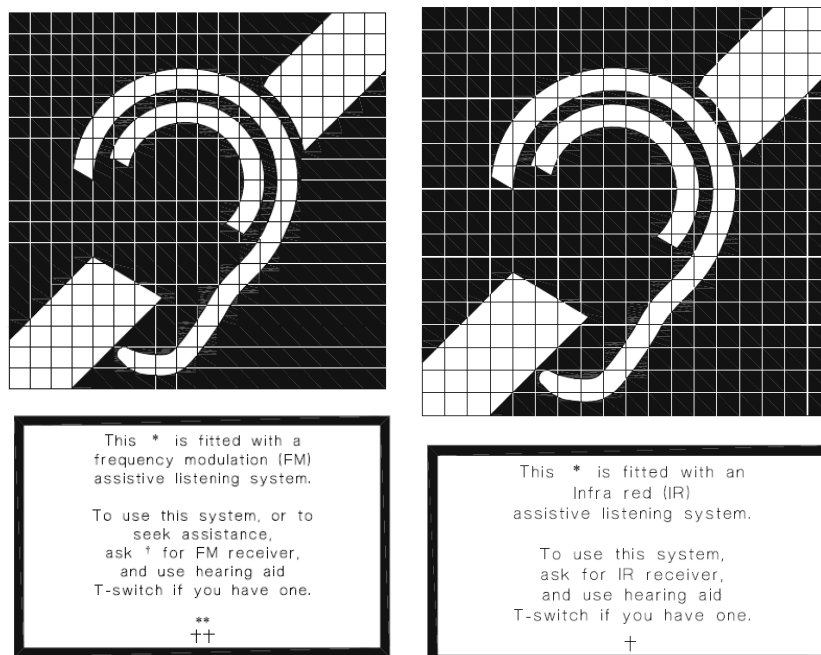 This * is fitted with a
frequency modulation (FM)
assistive listening system.
To use this system, or to
seek assistance,
ask † for FM receiver,
and use hearing aid
T-switch if you have one.
**
††
This * is fitted with an
Infra red (IR)
assistive listening system.
To use this system,
ask for IR receiver,
and use hearing aid
T-switch if you have one.
†